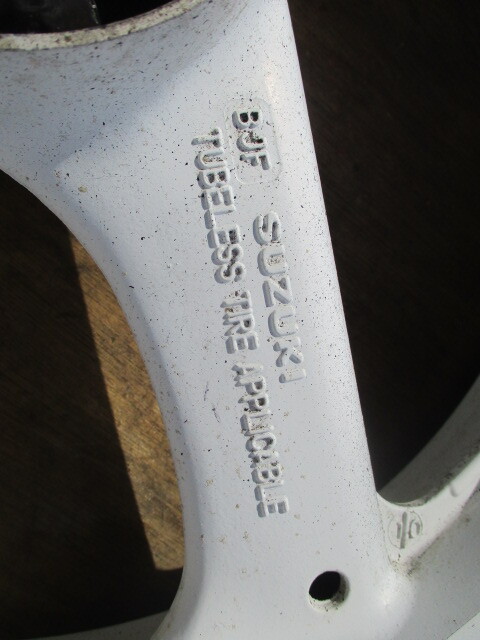 BJF SUZUKI
TUBELESS TIRE APPLICABLE